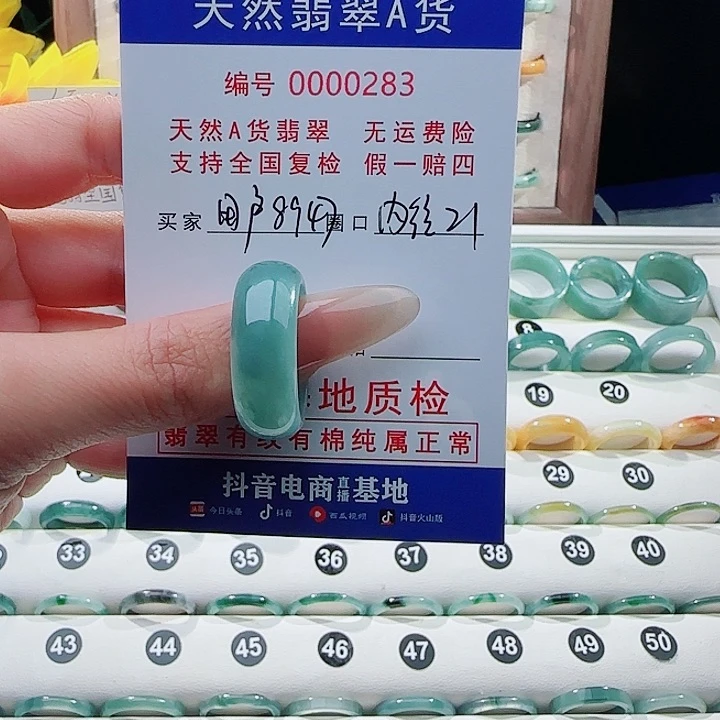 天然翡翠A货
编号 0000283
天然A货翡翠 无运费险
支持全国复检 假一赔四
买家 用户894 圈口 内径21
地质检
翡翠有纹有棉纯属正常
抖音电商直播基地
头条 今日头条 抖音 西瓜视频 抖音火山版
8
19 20
29 30
33 34 35 36 37 38 39 40
43 44 45 46 47 48 49 50